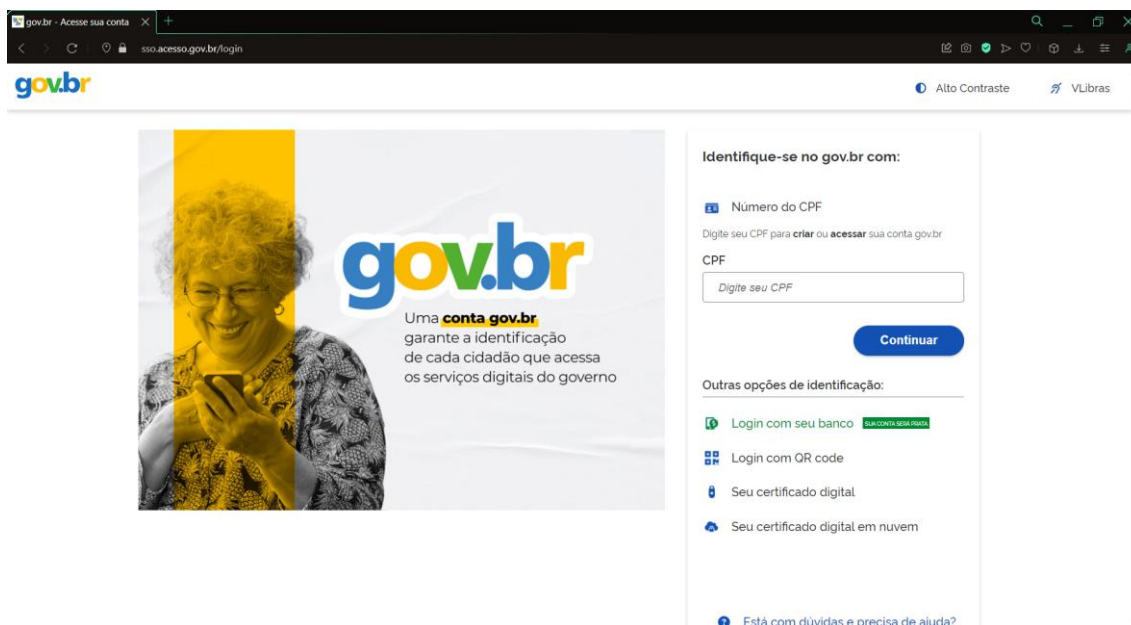 gov.br - Acesse sua conta
sso.acesso.gov.br/login
gov.br
Alto Contraste
VLibras
gov.br
Uma conta gov.br
garante a identificação
de cada cidadão que acessa
os serviços digitais do governo
Identifique-se no gov.br com:
Número do CPF
Digite seu CPF para criar ou acessar sua conta gov.br
CPF
Digite seu CPF
Continuar
Outras opções de identificação:
Login com seu banco SUA CONTA SERÁ PRATA
Login com QR code
Seu certificado digital
Seu certificado digital em nuvem
Está com dúvidas e precisa de ajuda?